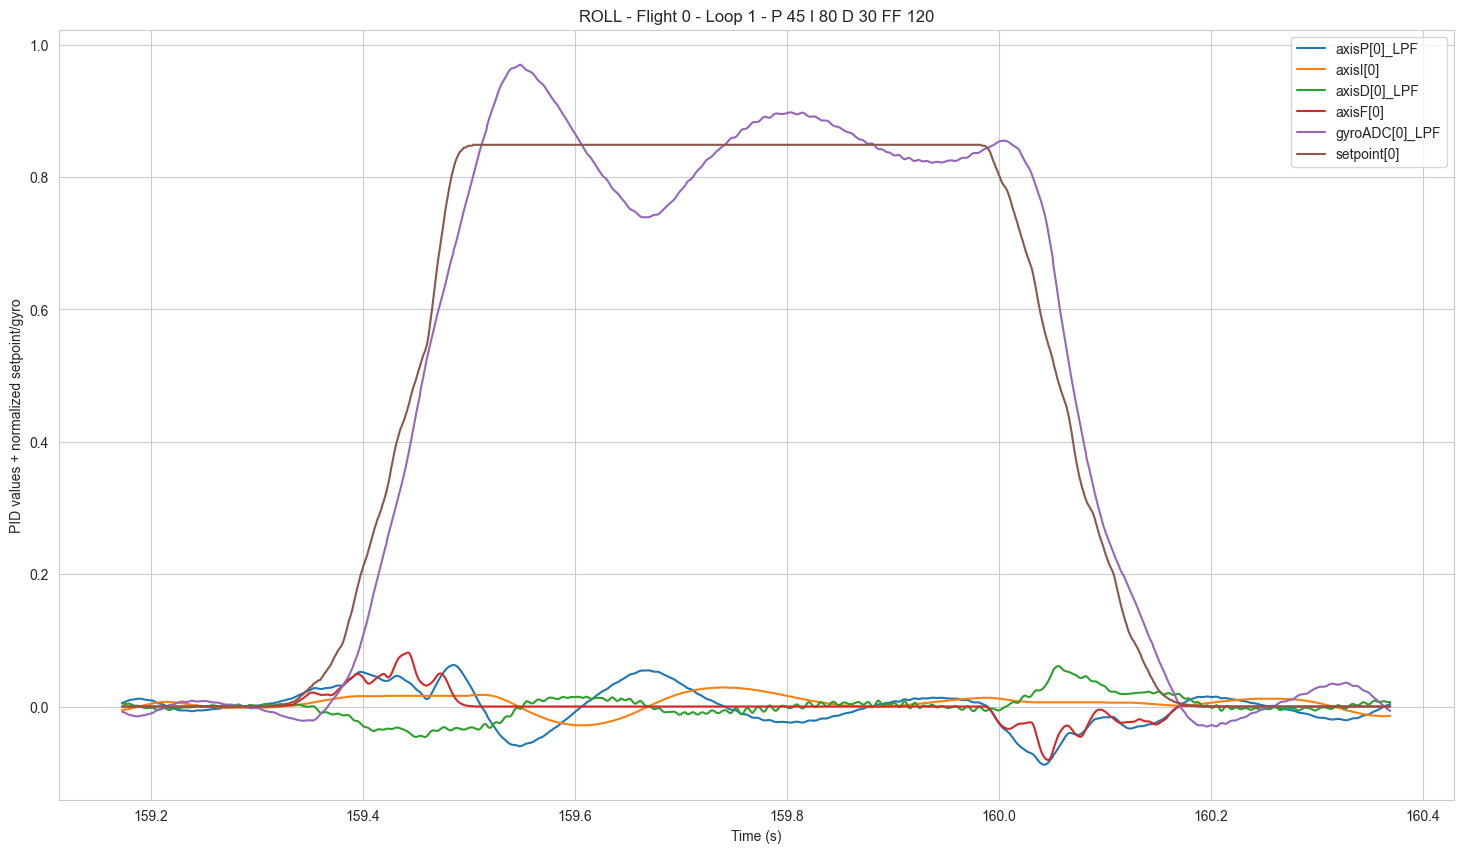 ROLL - Flight 0 - Loop 1 - P 45 I 80 D 30 FF 120
axisP[0]_LPF
axisI[0]
axisD[0]_LPF
axisF[0]
gyroADC[0]_LPF
setpoint[0]
1.0
0.8
0.6
0.4
0.2
0.0
PID values + normalized setpoint/gyro
159.2 159.4 159.6 159.8 160.0 160.2 160.4
Time (s)